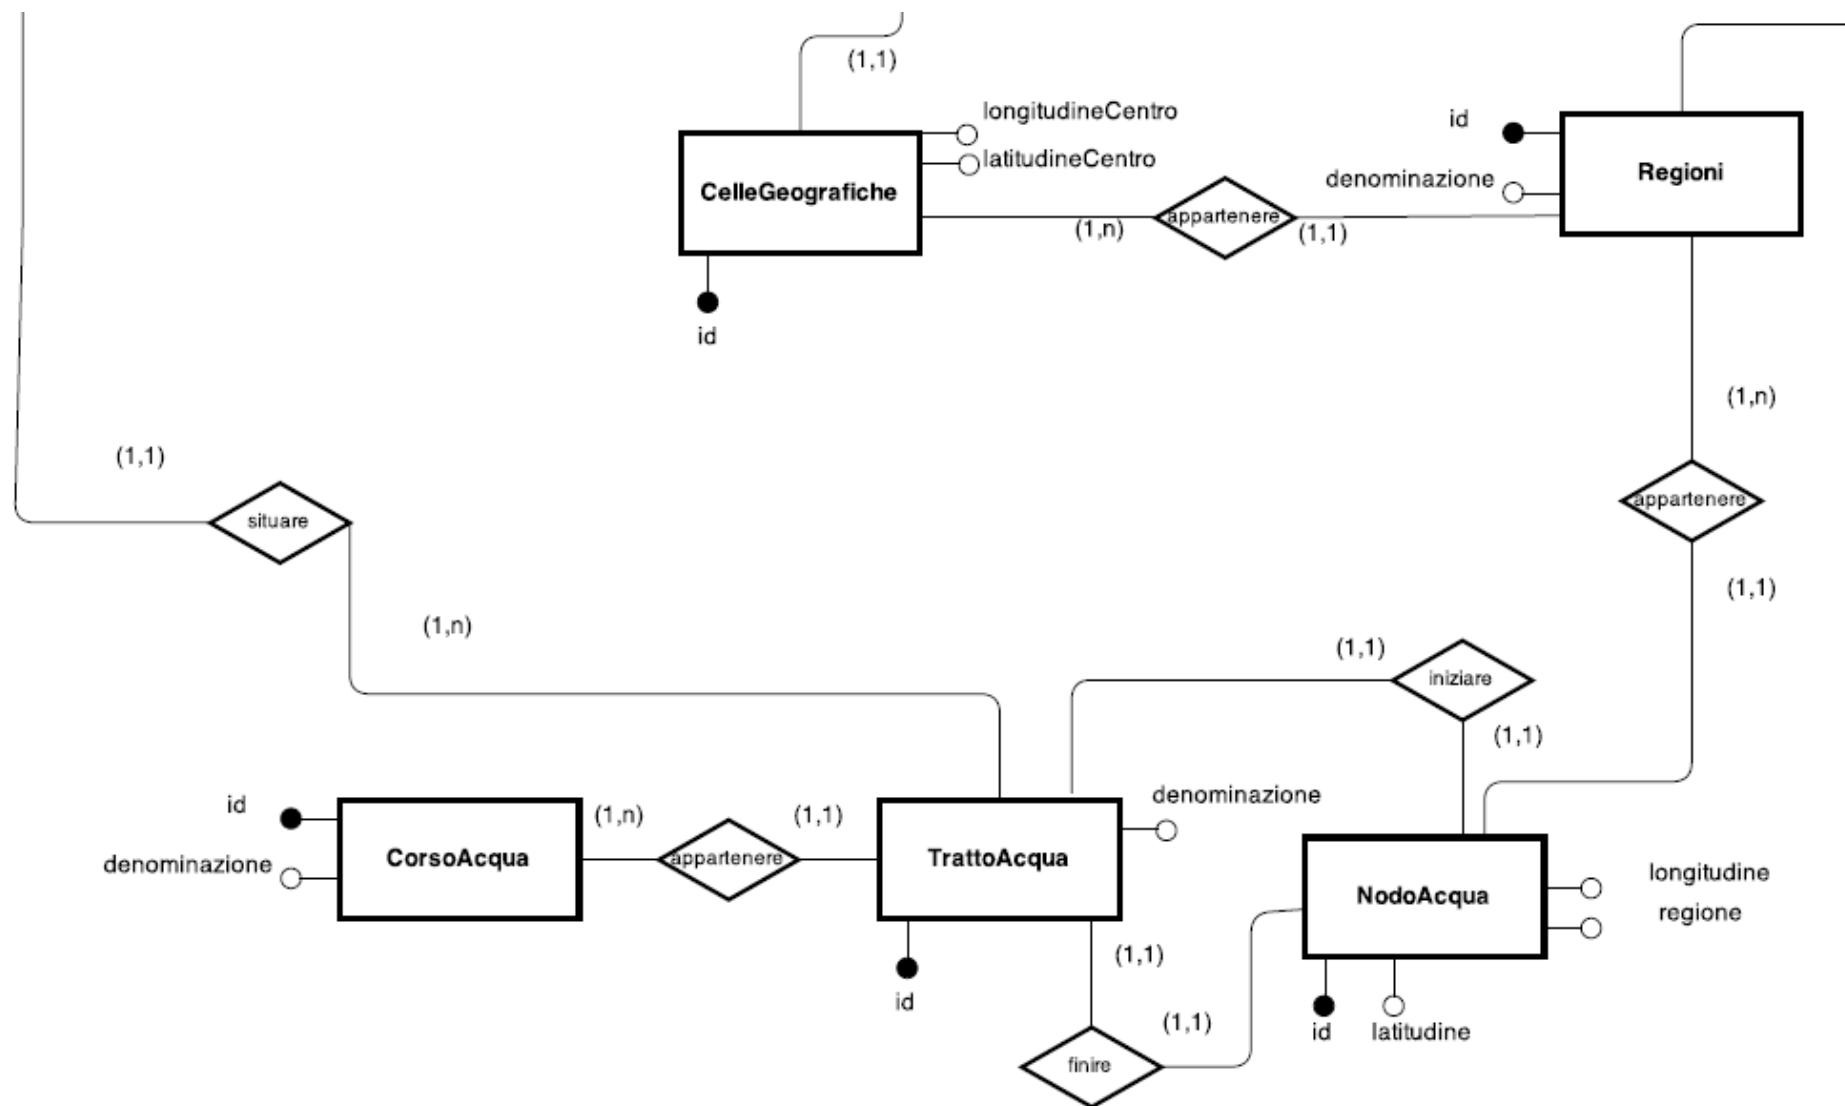 (1,1)
longitudineCentro
latitudineCentro
CelleGeografiche
id
(1,n)
appartenere
(1,1)
id
denominazione
Regioni
(1,n)
appartenere
(1,1)
(1,1)
situare
(1,n)
(1,1)
iniziare
(1,1)
id
denominazione
CorsoAcqua
(1,n)
appartenere
(1,1)
TrattoAcqua
denominazione
id
(1,1)
finire
(1,1)
NodoAcqua
longitudine
regione
id
latitudine